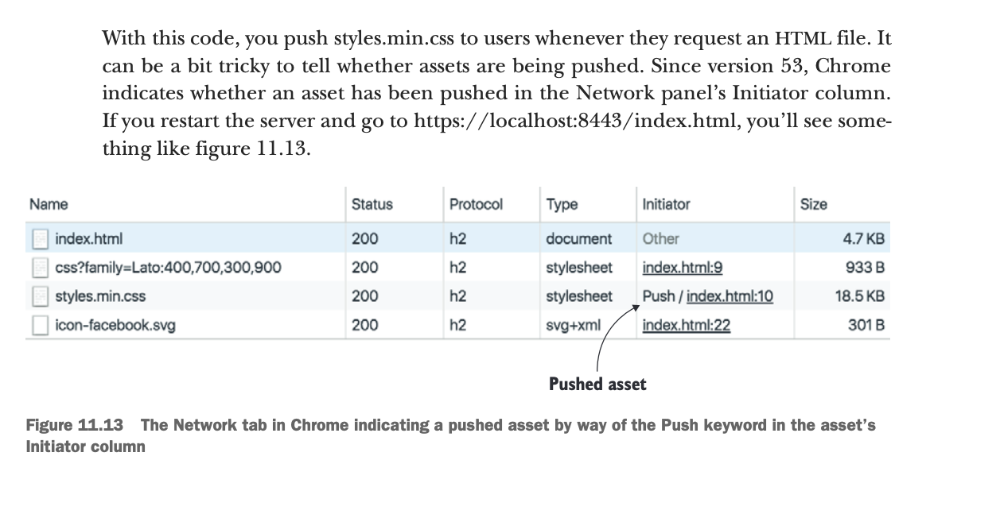 With this code, you push styles.min.css to users whenever they request an HTML file. It
can be a bit tricky to tell whether assets are being pushed. Since version 53, Chrome
indicates whether an asset has been pushed in the Network panel's Initiator column.
If you restart the server and go to https://localhost:8443/index.html, you'll see some-
thing like figure 11.13.
Name Status Protocol Type Initiator Size
index.html 200 h2 document Other 4.7 KB
css?family=Lato:400,700,300,900 200 h2 stylesheet index.html:9 933 B
styles.min.css 200 h2 stylesheet Push / index.html:10 18.5 KB
icon-facebook.svg 200 h2 svg+xml index.html:22 301 B
Pushed asset
Figure 11.13 The Network tab in Chrome indicating a pushed asset by way of the Push keyword in the asset's
Initiator column